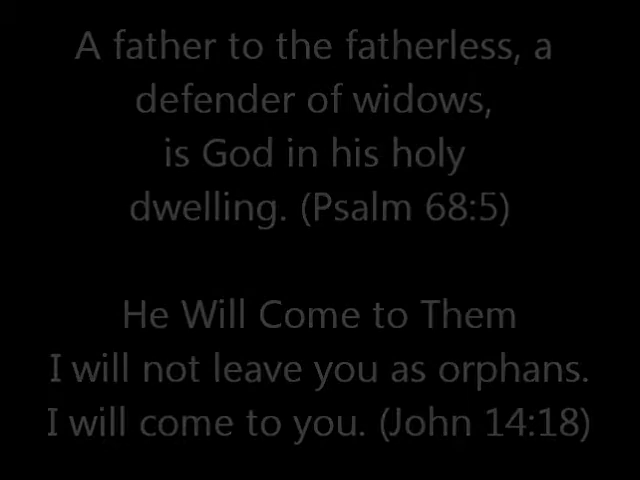 A father to the fatherless, a
defender of widows,
is God in his holy
dwelling. (Psalm 68:5)
He Will Come to Them
I will not leave you as orphans.
I will come to you. (John 14:18)